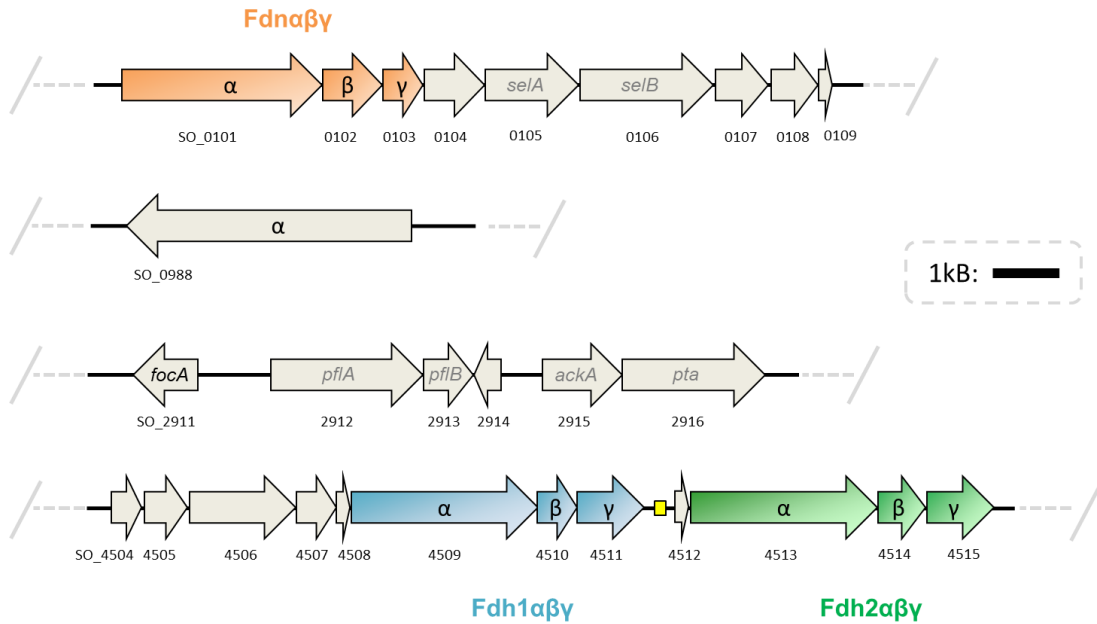 Fdnαβγ
α β γ selA selB
SO_0101 0102 0103 0104 0105 0106 0107 0108 0109
α
SO_0988
1kB:
focA pflA pflB ackA pta
SO_2911 2912 2913 2914 2915 2916
α β γ α β γ
SO_4504 4505 4506 4507 4508 4509 4510 4511 4512 4513 4514 4515
Fdh1αβγ Fdh2αβγ